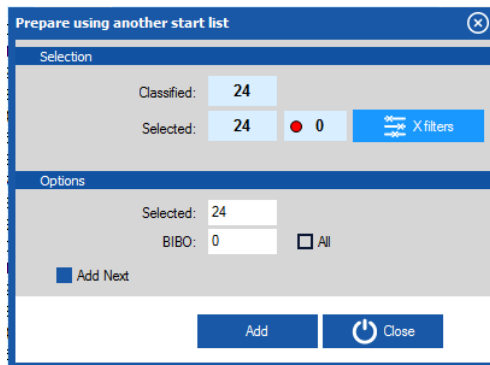 Prepare using another start list
Selection
Classified: 24
Selected: 24 0 X filters
Options
Selected: 24
BIBO: 0 All
Add Next
Add Close